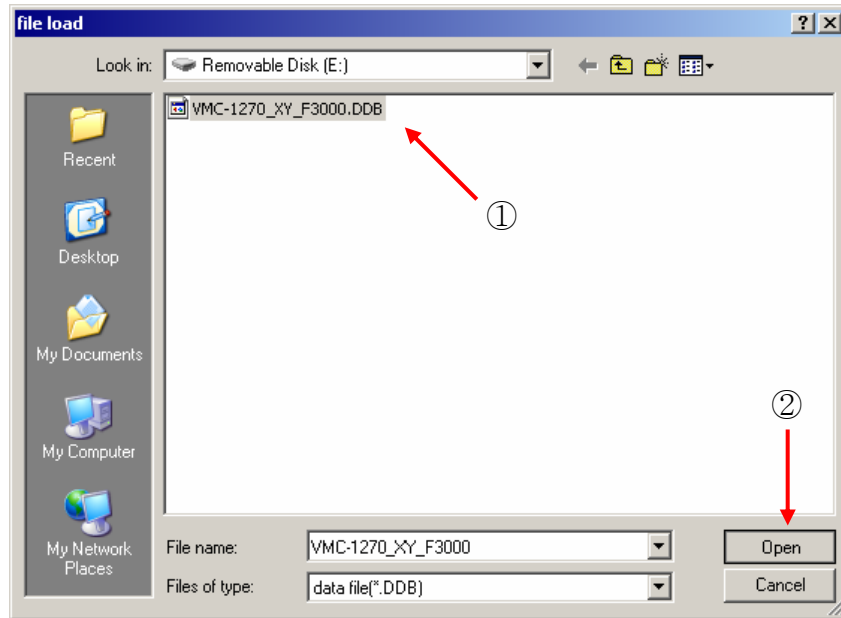 file load
Look in: Removable Disk (E:)
VMC-1270_XY_F3000.DDB
①
Recent
Desktop
My Documents
My Computer
My Network
Places
②
File name: VMC-1270_XY_F3000 Open
Files of type: data file(*.DDB) Cancel